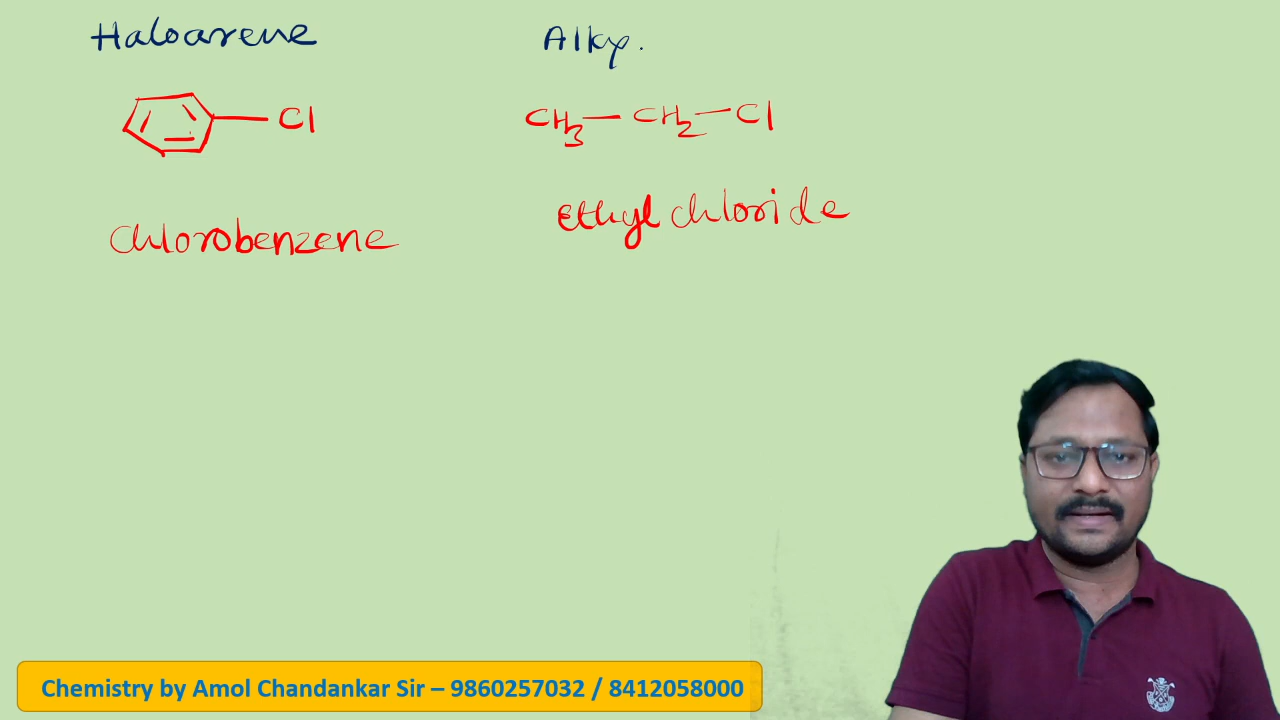 Haloarene
Alky.
Cl
CH3 — CH2 — Cl
Chlorobenzene
Ethyl chloride
Chemistry by Amol Chandankar Sir – 9860257032 / 8412058000